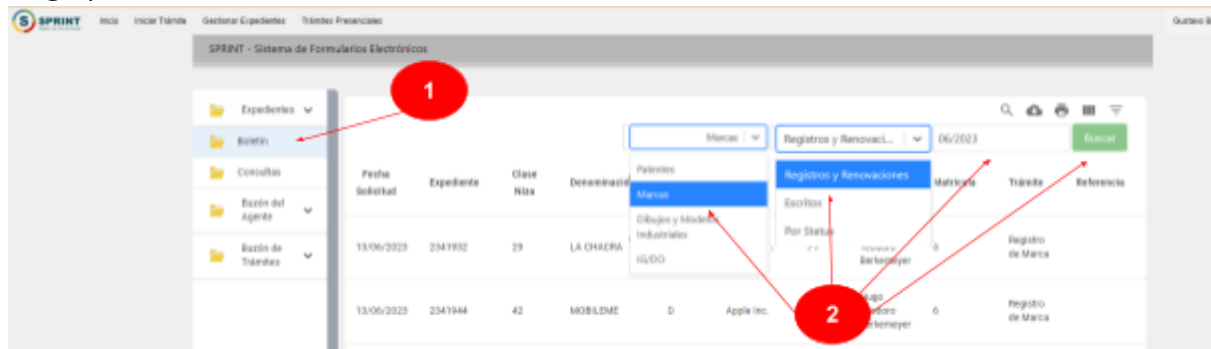 SPRINT Inicio Iniciar Trámite Gestionar Expedientes Trámites Presenciales Gustavo B
SPRINT - Sistema de Formularios Electrónicos
1
Expedientes
Boletín
Consultas
Buzón del Agente
Buzón de Trámites
Marcas Registros y Renovaci... 06/2023 Buscar
Patentes
Marcas
Dibujos y Modelos Industriales
IG/DO
Registros y Renovaciones
Escritos
Por Status
Fecha Solicitud Expediente Clase Niza Denominació Matrícula Trámite Referencia
13/06/2023 2341932 29 LA CHACRA Berkemeyer 6 Registro de Marca
13/06/2023 2341944 42 MOBILEME D Apple Inc. 6 Registro de Marca
2